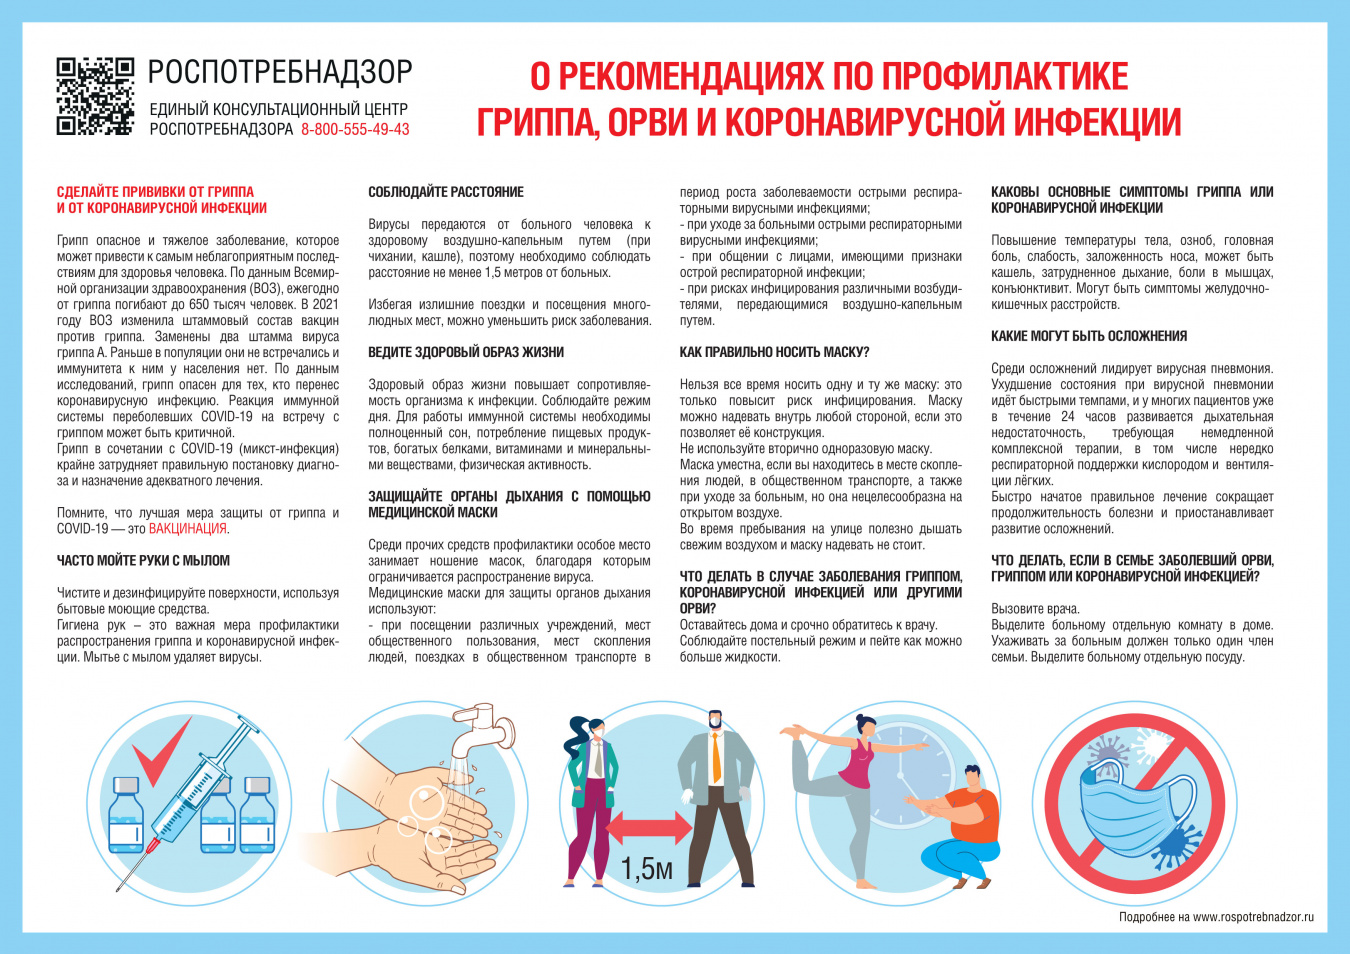 РОСПОТРЕБНАДЗОР
ЕДИНЫЙ КОНСУЛЬТАЦИОННЫЙ ЦЕНТР
РОСПОТРЕБНАДЗОРА 8-800-555-49-43
О РЕКОМЕНДАЦИЯХ ПО ПРОФИЛАКТИКЕ
ГРИППА, ОРВИ И КОРОНАВИРУСНОЙ ИНФЕКЦИИ
СДЕЛАЙТЕ ПРИВИВКИ ОТ ГРИППА
И ОТ КОРОНАВИРУСНОЙ ИНФЕКЦИИ
Грипп опасное и тяжелое заболевание, которое
может привести к самым неблагоприятным послед-
ствиям для здоровья человека. По данным Всемир-
ной организации здравоохранения (ВОЗ), ежегодно
от гриппа погибают до 650 тысяч человек. В 2021
году ВОЗ изменила штаммовый состав вакцин
против гриппа. Заменены два штамма вируса
гриппа А. Раньше в популяции они не встречались и
иммунитета к ним у населения нет. По данным
исследований, грипп опасен для тех, кто перенес
коронавирусную инфекцию. Реакция иммунной
системы переболевших COVID-19 на встречу с
гриппом может быть критичной.
Грипп в сочетании с COVID-19 (микст-инфекция)
крайне затрудняет правильную постановку диагно-
за и назначение адекватного лечения.
Помните, что лучшая мера защиты от гриппа и
COVID-19 — это ВАКЦИНАЦИЯ.
ЧАСТО МОЙТЕ РУКИ С МЫЛОМ
Чистите и дезинфицируйте поверхности, используя
бытовые моющие средства.
Гигиена рук – это важная мера профилактики
распространения гриппа и коронавирусной инфек-
ции. Мытье с мылом удаляет вирусы.
СОБЛЮДАЙТЕ РАССТОЯНИЕ
Вирусы передаются от больного человека к
здоровому воздушно-капельным путем (при
чихании, кашле), поэтому необходимо соблюдать
расстояние не менее 1,5 метров от больных.
Избегая излишние поездки и посещения много-
людных мест, можно уменьшить риск заболевания.
ВЕДИТЕ ЗДОРОВЫЙ ОБРАЗ ЖИЗНИ
Здоровый образ жизни повышает сопротивляе-
мость организма к инфекции. Соблюдайте режим
дня. Для работы иммунной системы необходимы
полноценный сон, потребление пищевых продук-
тов, богатых белками, витаминами и минеральны-
ми веществами, физическая активность.
ЗАЩИЩАЙТЕ ОРГАНЫ ДЫХАНИЯ С ПОМОЩЬЮ
МЕДИЦИНСКОЙ МАСКИ
Среди прочих средств профилактики особое место
занимает ношение масок, благодаря которым
ограничивается распространение вируса.
Медицинские маски для защиты органов дыхания
используют:
- при посещении различных учреждений, мест
общественного пользования, мест скопления
людей, поездках в общественном транспорте в
период роста заболеваемости острыми респира-
торными вирусными инфекциями;
- при уходе за больными острыми респираторными
вирусными инфекциями;
- при общении с лицами, имеющими признаки
острой респираторной инфекции;
- при рисках инфицирования различными возбуди-
телями, передающимися воздушно-капельным
путем.
КАК ПРАВИЛЬНО НОСИТЬ МАСКУ?
Нельзя все время носить одну и ту же маску: это
только повысит риск инфицирования. Маску
можно надевать внутрь любой стороной, если это
позволяет её конструкция.
Не используйте вторично одноразовую маску.
Маска уместна, если вы находитесь в месте скопле-
ния людей, в общественном транспорте, а также
при уходе за больным, но она нецелесообразна на
открытом воздухе.
Во время пребывания на улице полезно дышать
свежим воздухом и маску надевать не стоит.
ЧТО ДЕЛАТЬ В СЛУЧАЕ ЗАБОЛЕВАНИЯ ГРИППОМ,
КОРОНАВИРУСНОЙ ИНФЕКЦИЕЙ ИЛИ ДРУГИМИ
ОРВИ?
Оставайтесь дома и срочно обратитесь к врачу.
Соблюдайте постельный режим и пейте как можно
больше жидкости.
КАКОВЫ ОСНОВНЫЕ СИМПТОМЫ ГРИППА ИЛИ
КОРОНАВИРУСНОЙ ИНФЕКЦИИ
Повышение температуры тела, озноб, головная
боль, слабость, заложенность носа, может быть
кашель, затрудненное дыхание, боли в мышцах,
конъюнктивит. Могут быть симптомы желудочно-
кишечных расстройств.
КАКИЕ МОГУТ БЫТЬ ОСЛОЖНЕНИЯ
Среди осложнений лидирует вирусная пневмония.
Ухудшение состояния при вирусной пневмонии
идёт быстрыми темпами, и у многих пациентов уже
в течение 24 часов развивается дыхательная
недостаточность, требующая немедленной
комплексной терапии, в том числе нередко
респираторной поддержки кислородом и вентиля-
ции лёгких.
Быстро начатое правильное лечение сокращает
продолжительность болезни и приостанавливает
развитие осложнений.
ЧТО ДЕЛАТЬ, ЕСЛИ В СЕМЬЕ ЗАБОЛЕВШИЙ ОРВИ,
ГРИППОМ ИЛИ КОРОНАВИРУСНОЙ ИНФЕКЦИЕЙ?
Вызовите врача.
Выделите больному отдельную комнату в доме.
Ухаживать за больным должен только один член
семьи. Выделите больному отдельную посуду.
1,5м
Подробнее на www.rospotrebnadzor.ru